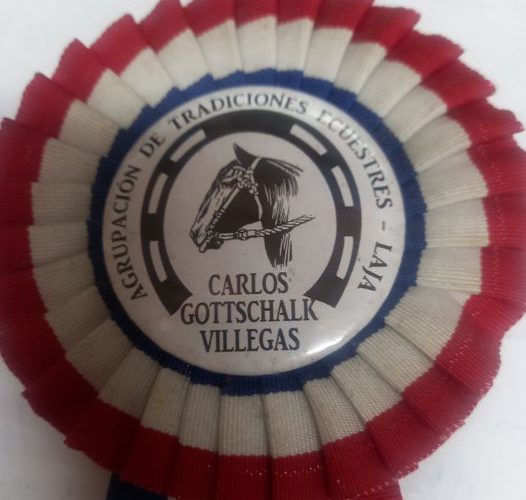 AGRUPACIÓN DE TRADICIONES ECUESTRES - LAJA
CARLOS
GOTTSCHALK
VILLEGAS